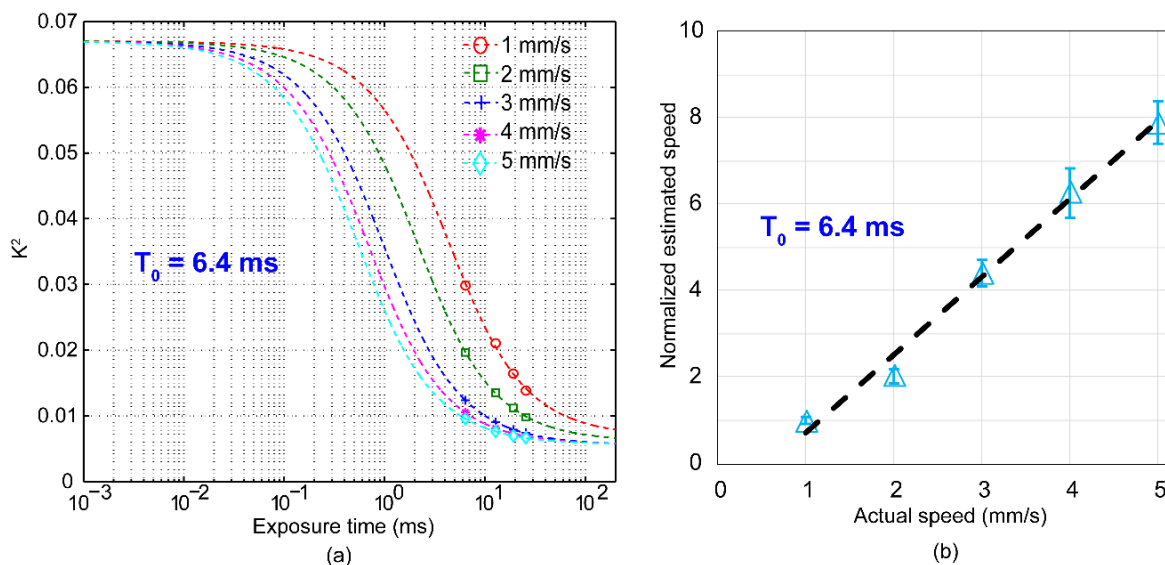 0.07
0.06
0.05
0.04
0.03
0.02
0.01
0
K²
1 mm/s
2 mm/s
3 mm/s
4 mm/s
5 mm/s
T₀ = 6.4 ms
10⁻³ 10⁻² 10⁻¹ 10⁰ 10¹ 10²
Exposure time (ms)
(a)
10
8
6
4
2
0
Normalized estimated speed
T₀ = 6.4 ms
0 1 2 3 4 5
Actual speed (mm/s)
(b)